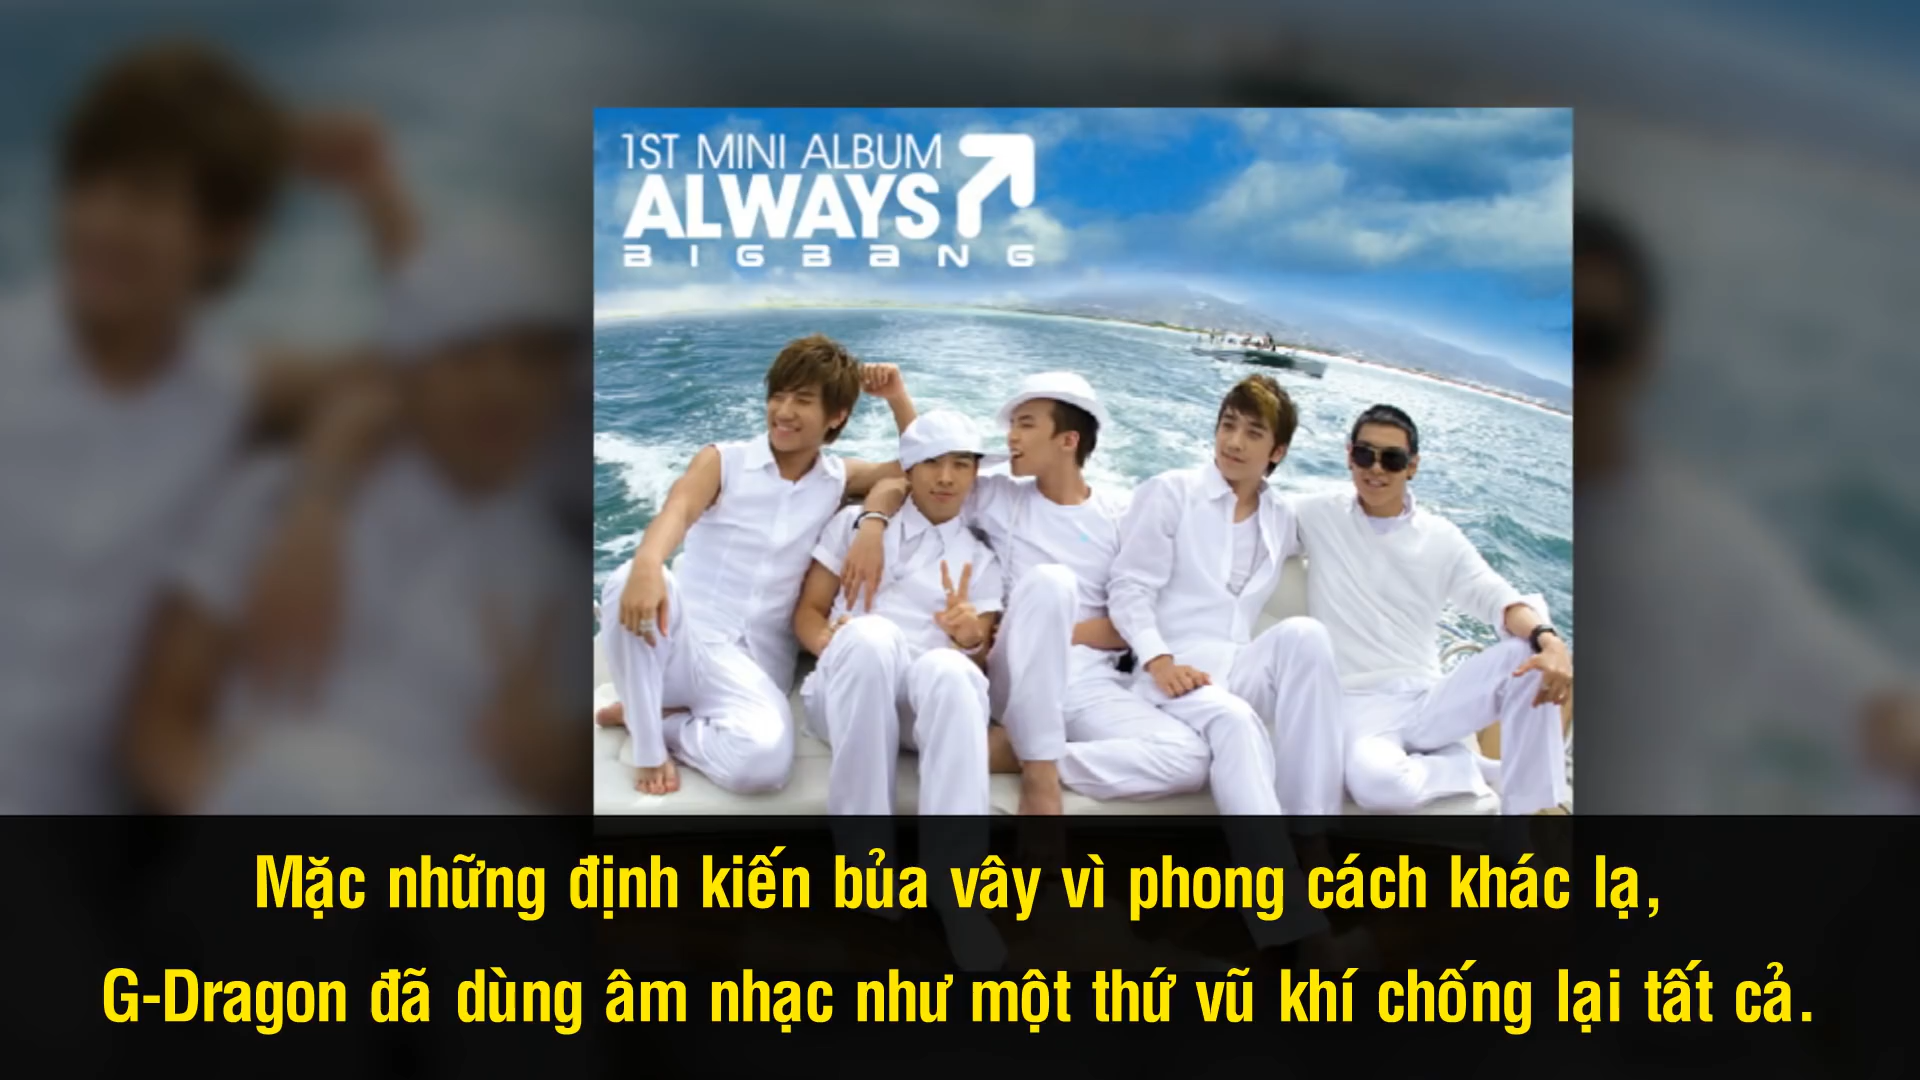 1ST MINI ALBUM
ALWAYS
BIGBANG
Mặc những định kiến bủa vây vì phong cách khác lạ,
G-Dragon đã dùng âm nhạc như một thứ vũ khí chống lại tất cả.